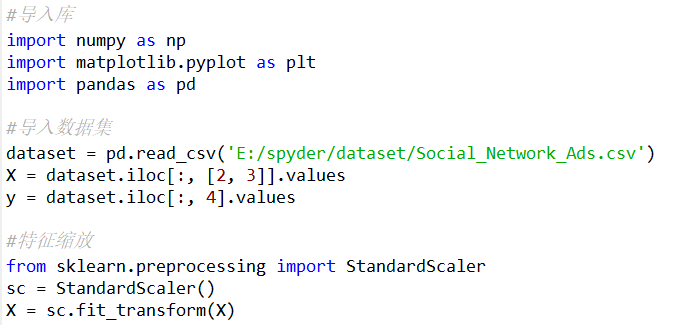 #导入库
import numpy as np
import matplotlib.pyplot as plt
import pandas as pd
#导入数据集
dataset = pd.read_csv('E:/spyder/dataset/Social_Network_Ads.csv')
X = dataset.iloc[:, [2, 3]].values
y = dataset.iloc[:, 4].values
#特征缩放
from sklearn.preprocessing import StandardScaler
sc = StandardScaler()
X = sc.fit_transform(X)